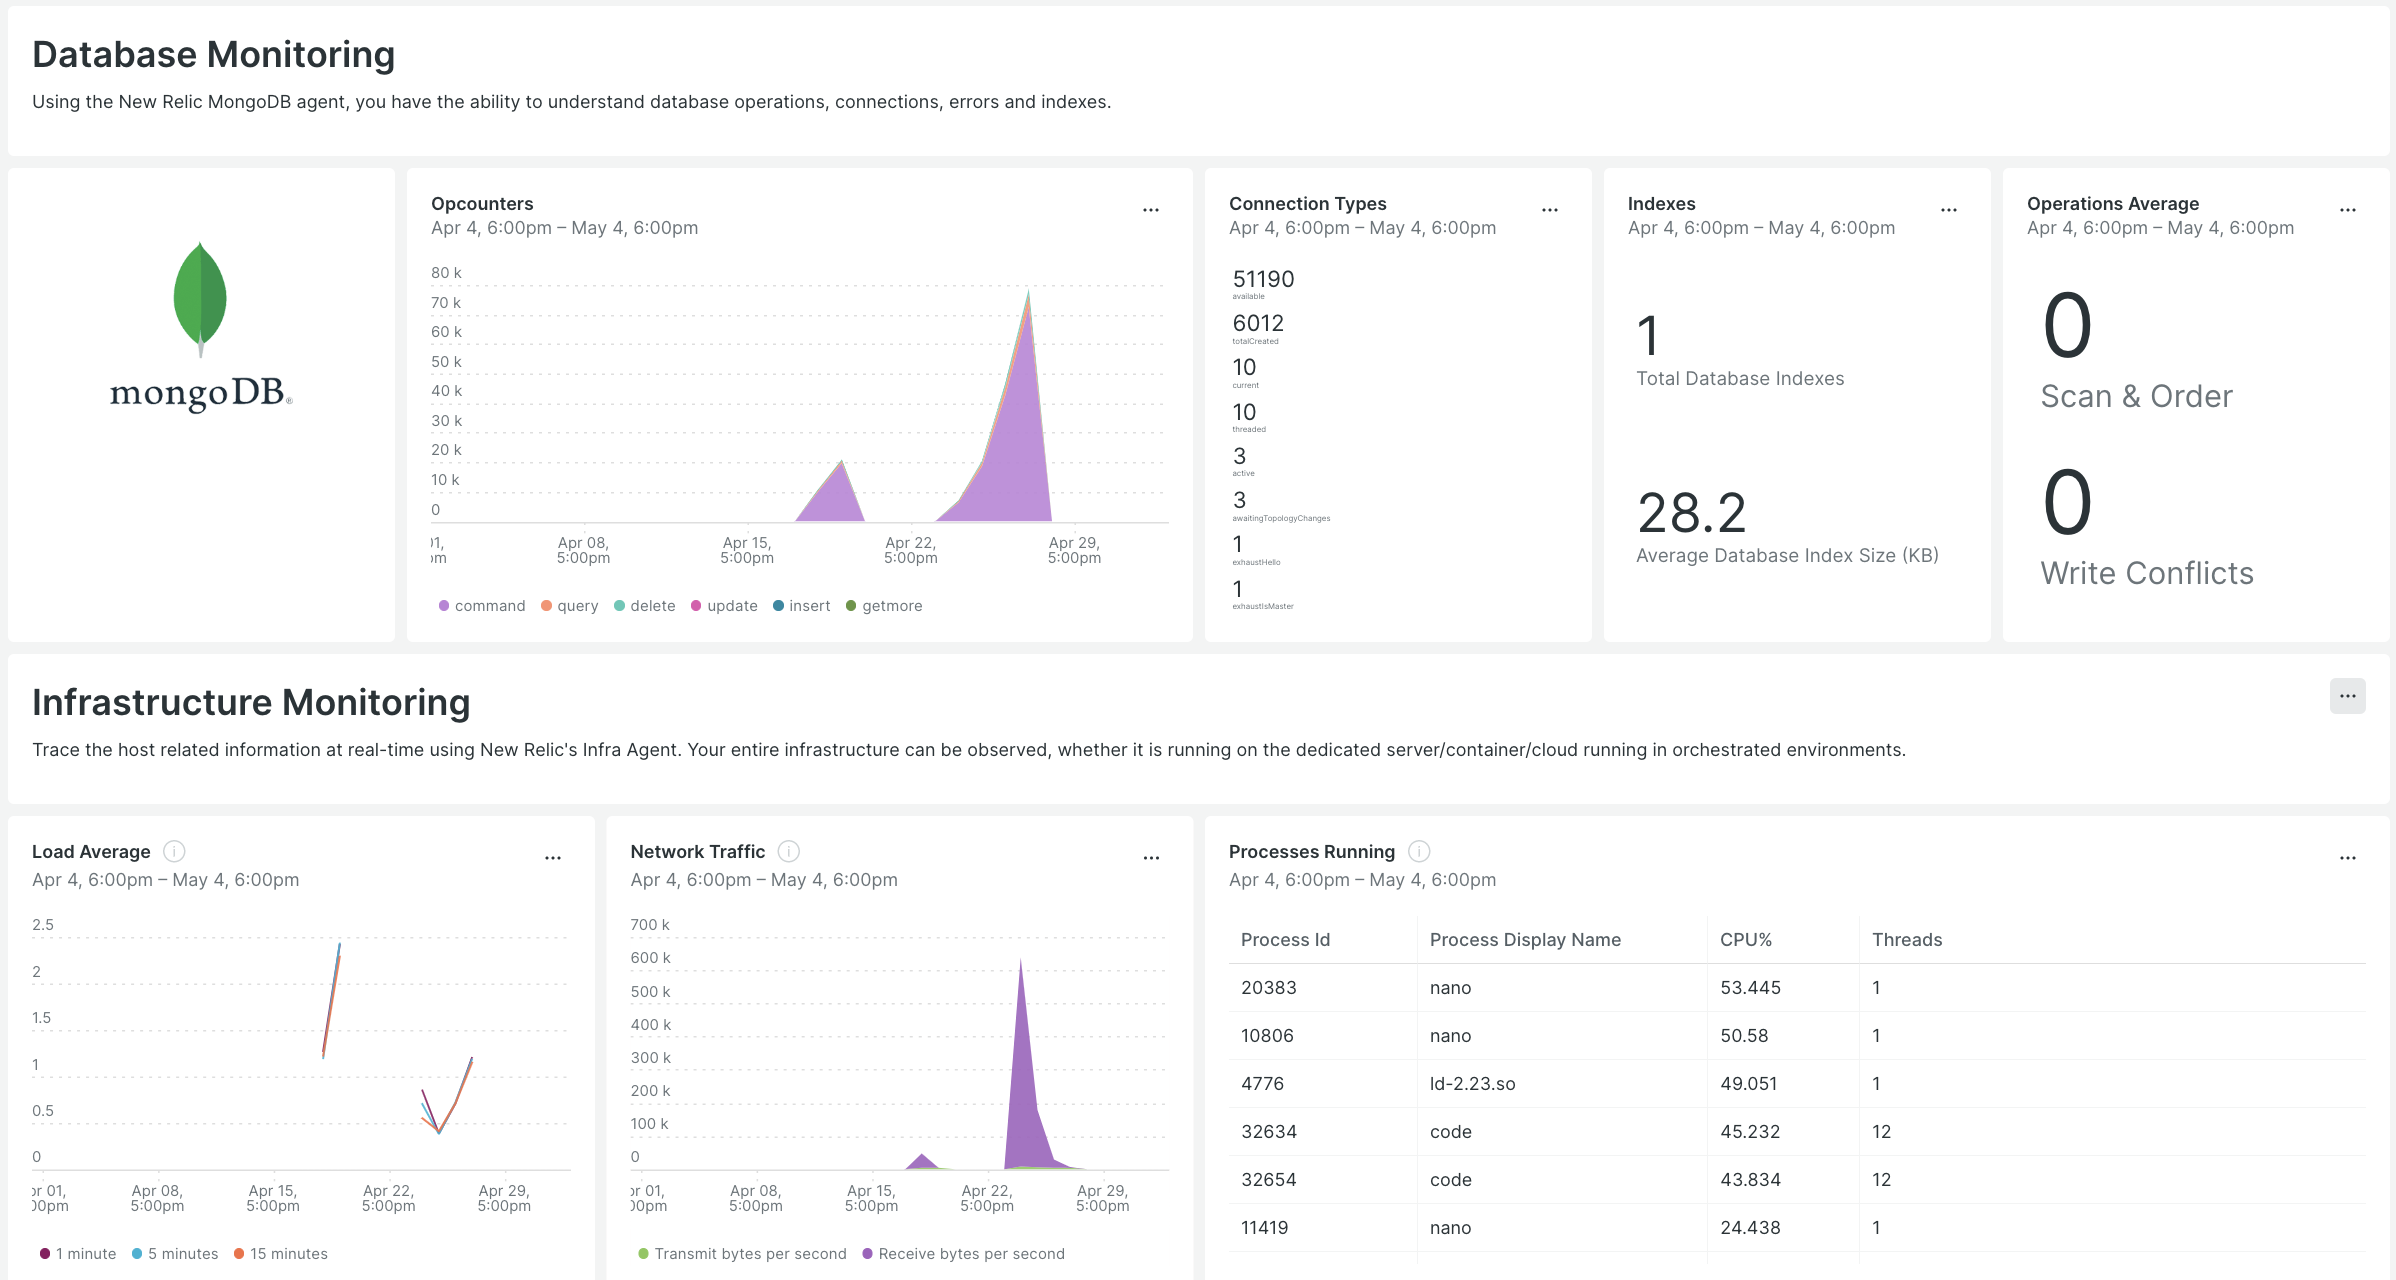 Database Monitoring
Using the New Relic MongoDB agent, you have the ability to understand database operations, connections, errors and indexes.
mongoDB®
Opcounters
...
Apr 4, 6:00pm – May 4, 6:00pm
80 k
70 k
60 k
50 k
40 k
30 k
20 k
10 k
0
Apr 08, 5:00pm
Apr 15, 5:00pm
Apr 22, 5:00pm
Apr 29, 5:00pm
command query delete update insert getmore
Connection Types
...
Apr 4, 6:00pm – May 4, 6:00pm
51190
available
6012
totalCreated
10
current
10
threaded
3
active
3
awaitingTopologyChanges
1
exhaustHello
1
exhaustIsMaster
Indexes
...
Apr 4, 6:00pm – May 4, 6:00pm
1
Total Database Indexes
28.2
Average Database Index Size (KB)
Operations Average
...
Apr 4, 6:00pm – May 4, 6:00pm
0
Scan & Order
0
Write Conflicts
Infrastructure Monitoring
...
Trace the host related information at real-time using New Relic's Infra Agent. Your entire infrastructure can be observed, whether it is running on the dedicated server/container/cloud running in orchestrated environments.
Load Average
...
Apr 4, 6:00pm – May 4, 6:00pm
2.5
2
1.5
1
0.5
0
Apr 08, 5:00pm
Apr 15, 5:00pm
Apr 22, 5:00pm
Apr 29, 5:00pm
1 minute 5 minutes 15 minutes
Network Traffic
...
Apr 4, 6:00pm – May 4, 6:00pm
700 k
600 k
500 k
400 k
300 k
200 k
100 k
0
Apr 08, 5:00pm
Apr 15, 5:00pm
Apr 22, 5:00pm
Apr 29, 5:00pm
Transmit bytes per second Receive bytes per second
Processes Running
...
Apr 4, 6:00pm – May 4, 6:00pm
Process Id Process Display Name CPU% Threads
20383 nano 53.445 1
10806 nano 50.58 1
4776 ld-2.23.so 49.051 1
32634 code 45.232 12
32654 code 43.834 12
11419 nano 24.438 1